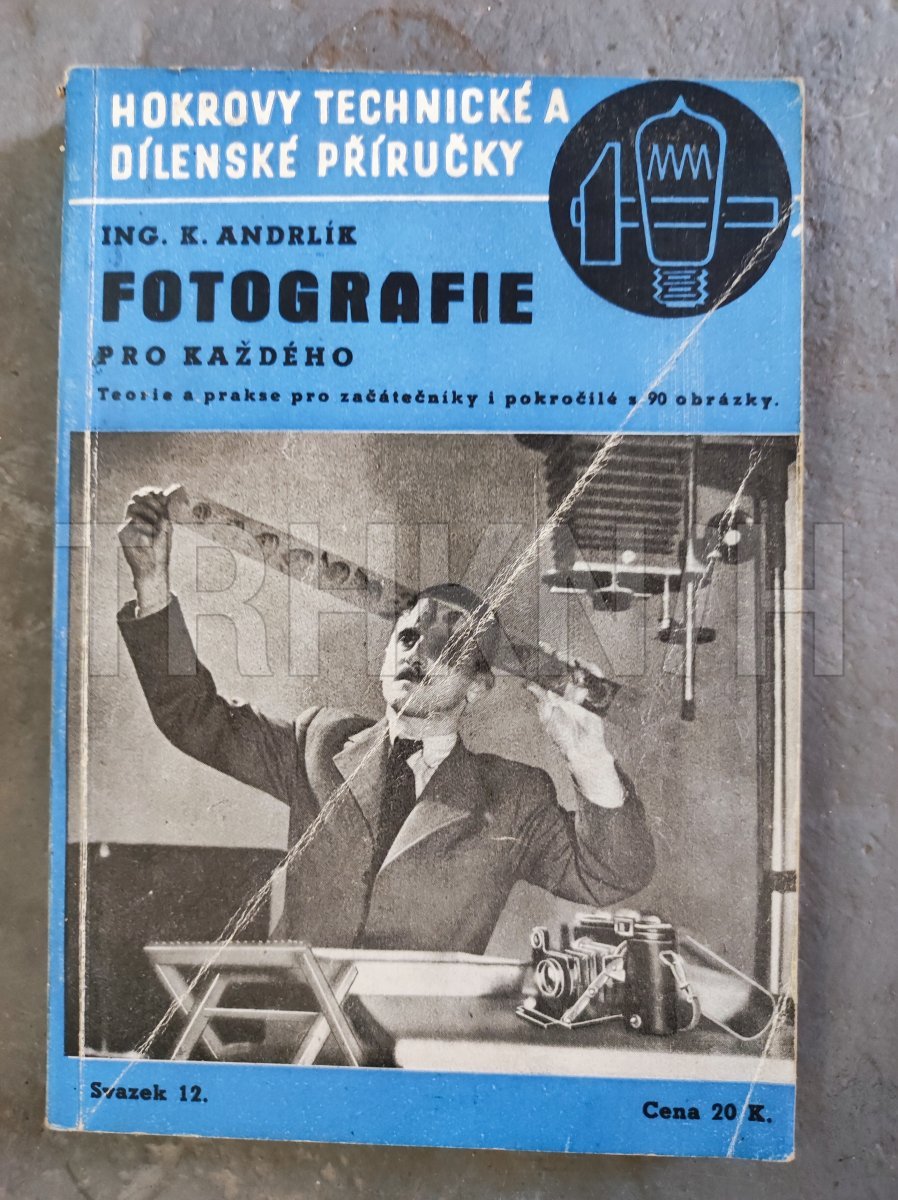 HOKROVY TECHNICKÉ A
DÍLENSKÉ PŘÍRUČKY
ING. K. ANDRLÍK
FOTOGRAFIE
PRO KAŽDÉHO
Teorie a prakse pro začátečníky i pokročilé s 90 obrázky.
TRHKNIH
Svazek 12.
Cena 20 K.